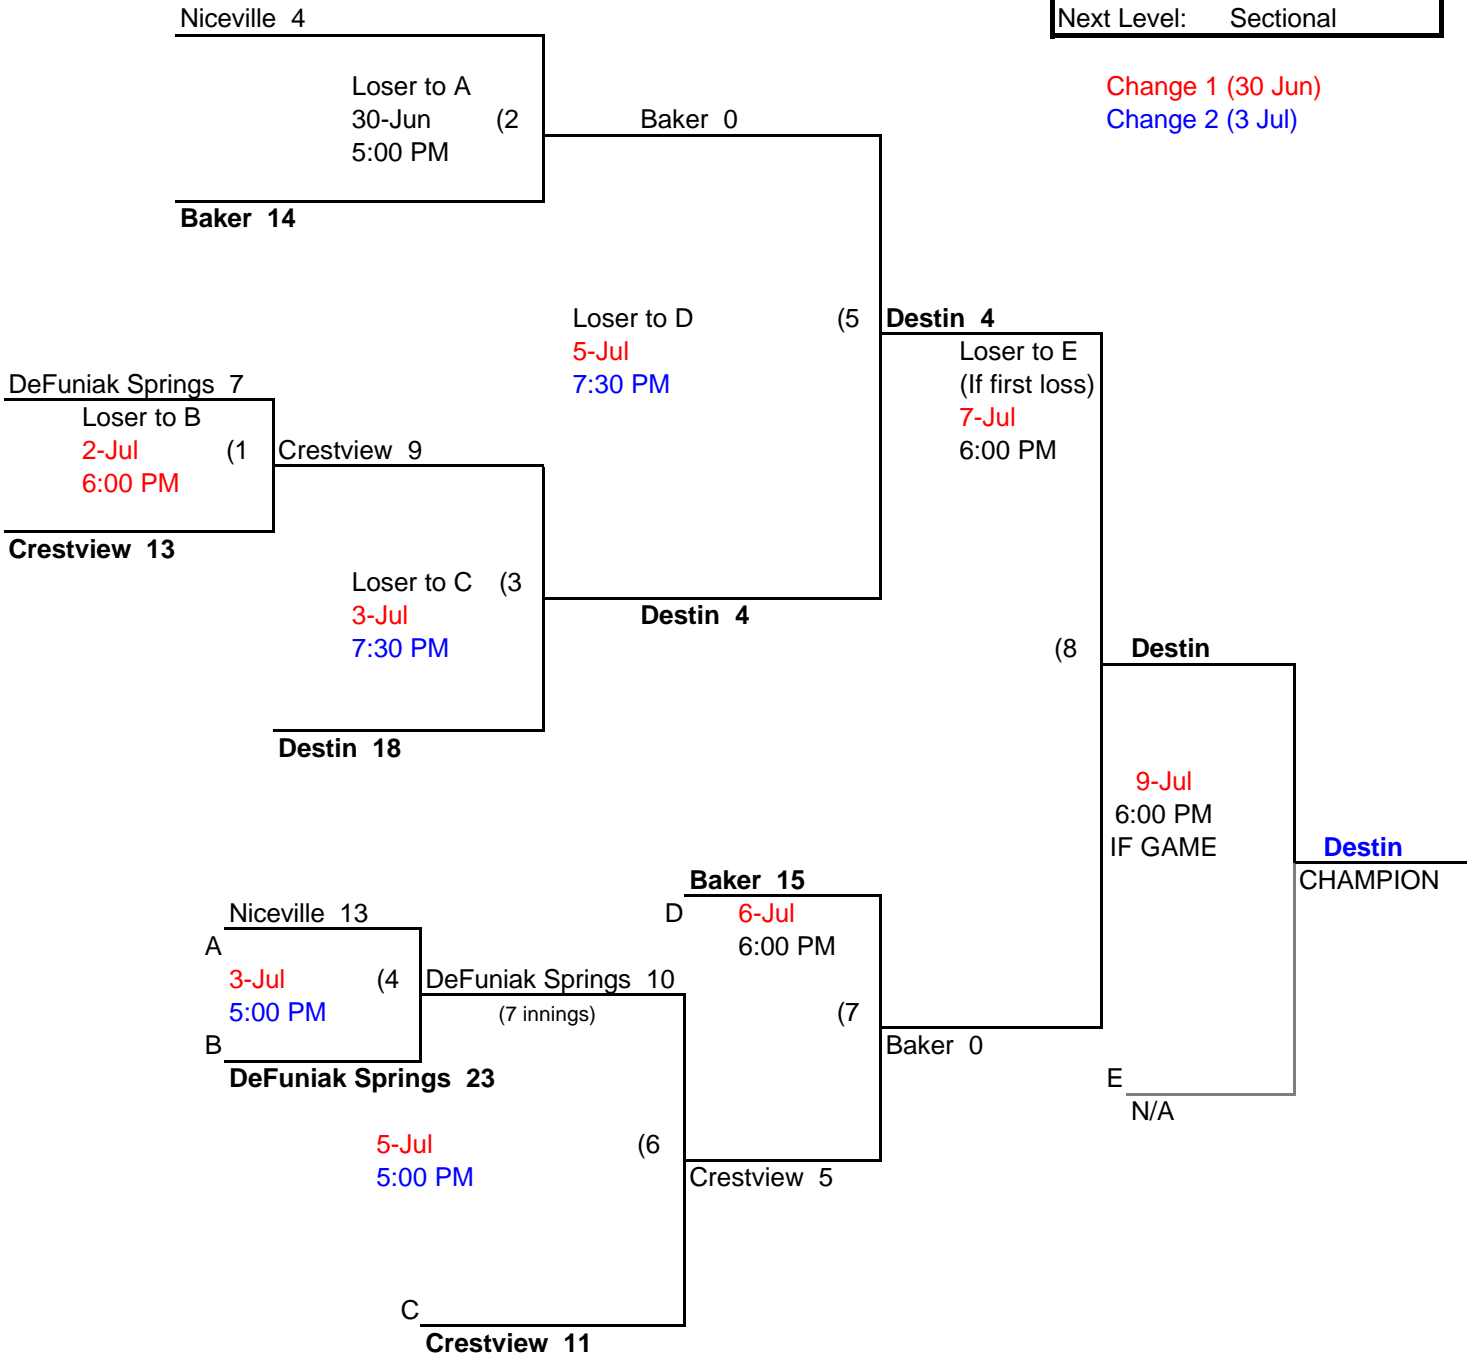 Niceville 4
Next Level: Sectional
Loser to A
30-Jun (2
5:00 PM
Baker 0
Change 1 (30 Jun)
Change 2 (3 Jul)
Baker 14
Loser to D (5
5-Jul
7:30 PM
Destin 4
Loser to E
(If first loss)
7-Jul
6:00 PM
DeFuniak Springs 7
Loser to B
2-Jul (1
6:00 PM
Crestview 9
Crestview 13
Loser to C (3
3-Jul
7:30 PM
Destin 4
(8 Destin
Destin 18
9-Jul
6:00 PM
IF GAME
Destin
CHAMPION
Baker 15
D 6-Jul
6:00 PM
Niceville 13
A
3-Jul (4
5:00 PM
B
DeFuniak Springs 10
(7 innings)
(7
Baker 0
DeFuniak Springs 23
E
N/A
5-Jul (6
5:00 PM
Crestview 5
C
Crestview 11